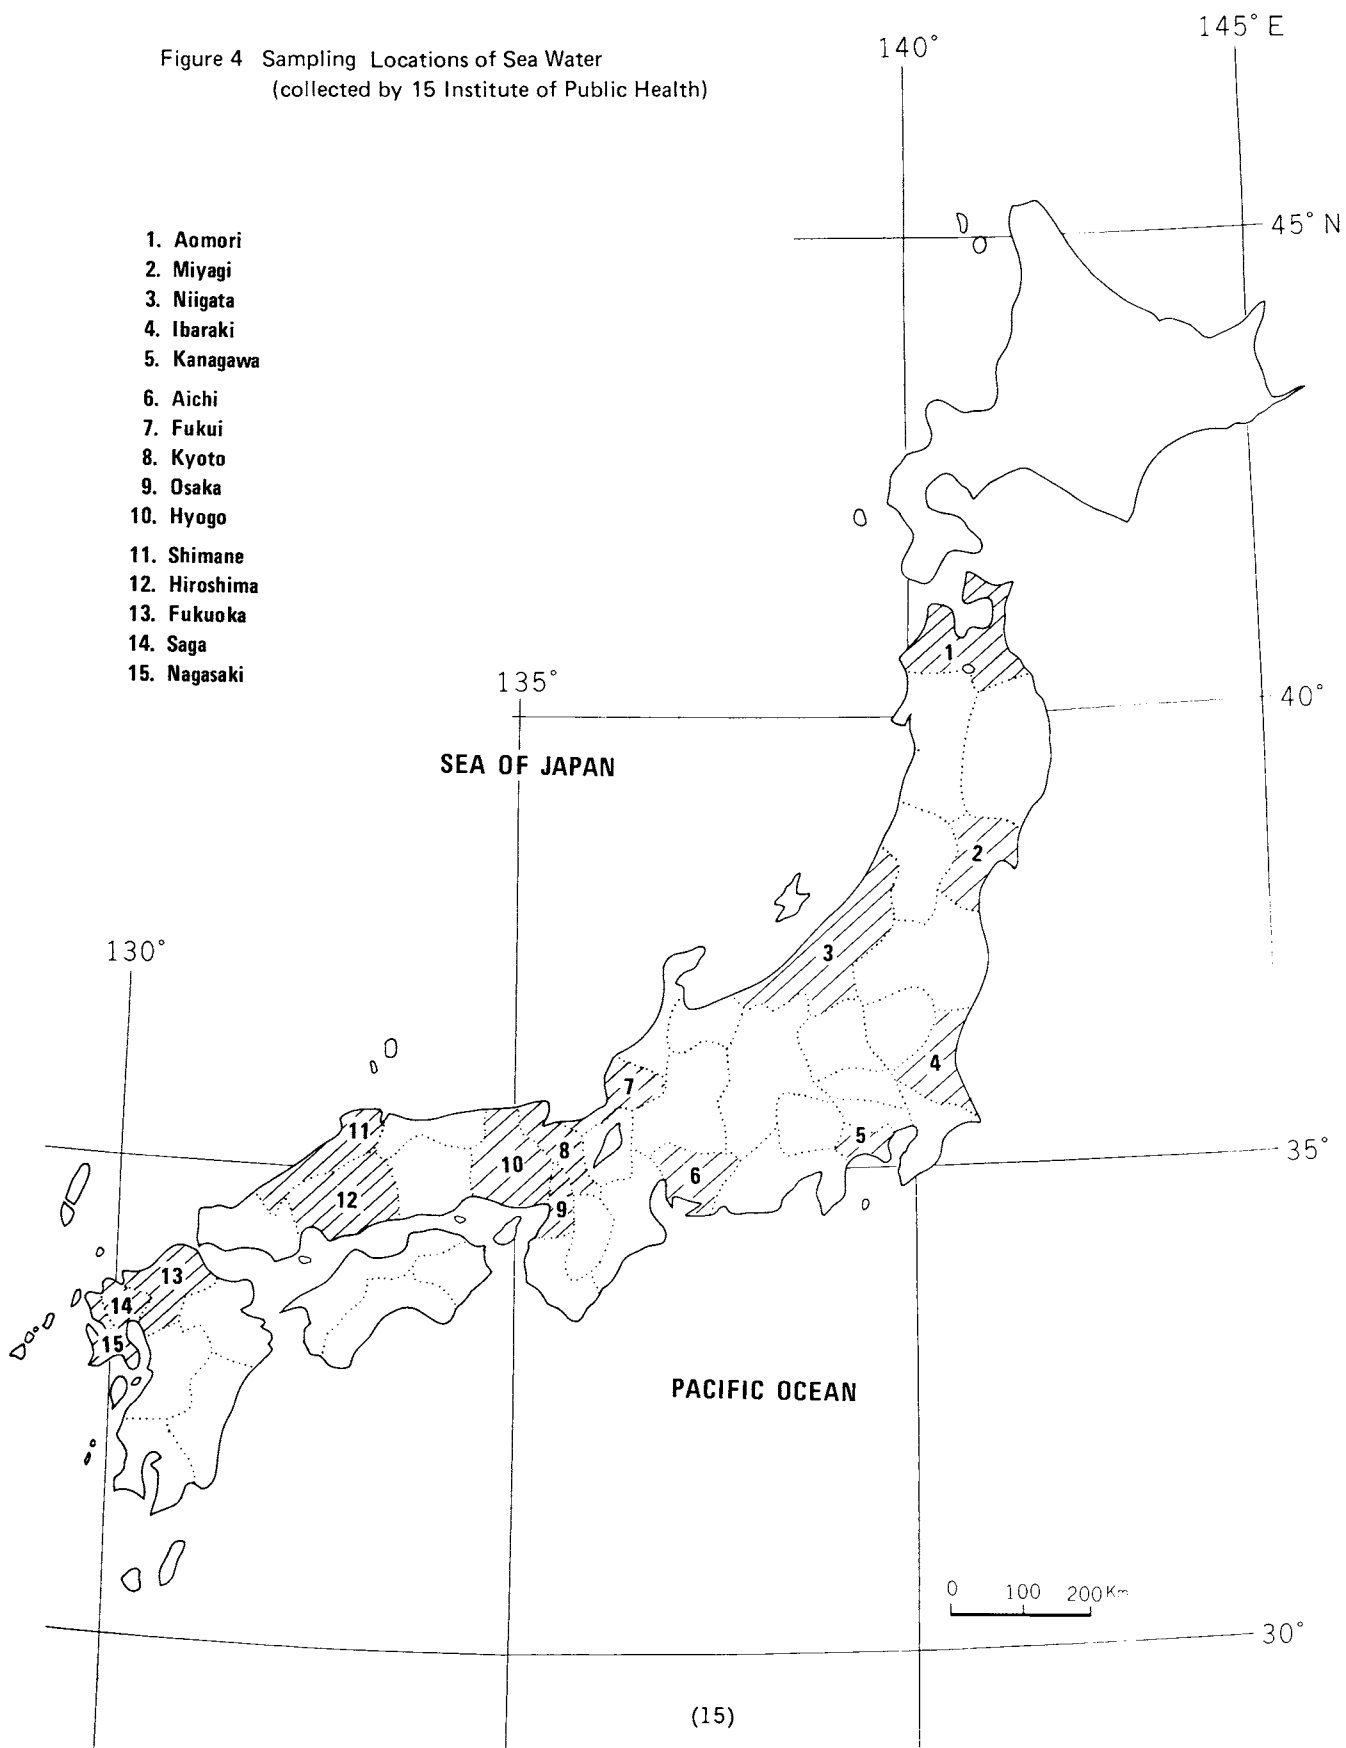 Figure 4 Sampling Locations of Sea Water
(collected by 15 Institute of Public Health)
145° E
140°
45° N
1. Aomori
2. Miyagi
3. Niigata
4. Ibaraki
5. Kanagawa
6. Aichi
7. Fukui
8. Kyoto
9. Osaka
10. Hyogo
11. Shimane
12. Hiroshima
13. Fukuoka
14. Saga
15. Nagasaki
1
135°
40°
SEA OF JAPAN
2
130°
3
4
7
11
5
8
35°
10
6
12
9
13
14
15
PACIFIC OCEAN
0 100 200 Km
30°
(15)